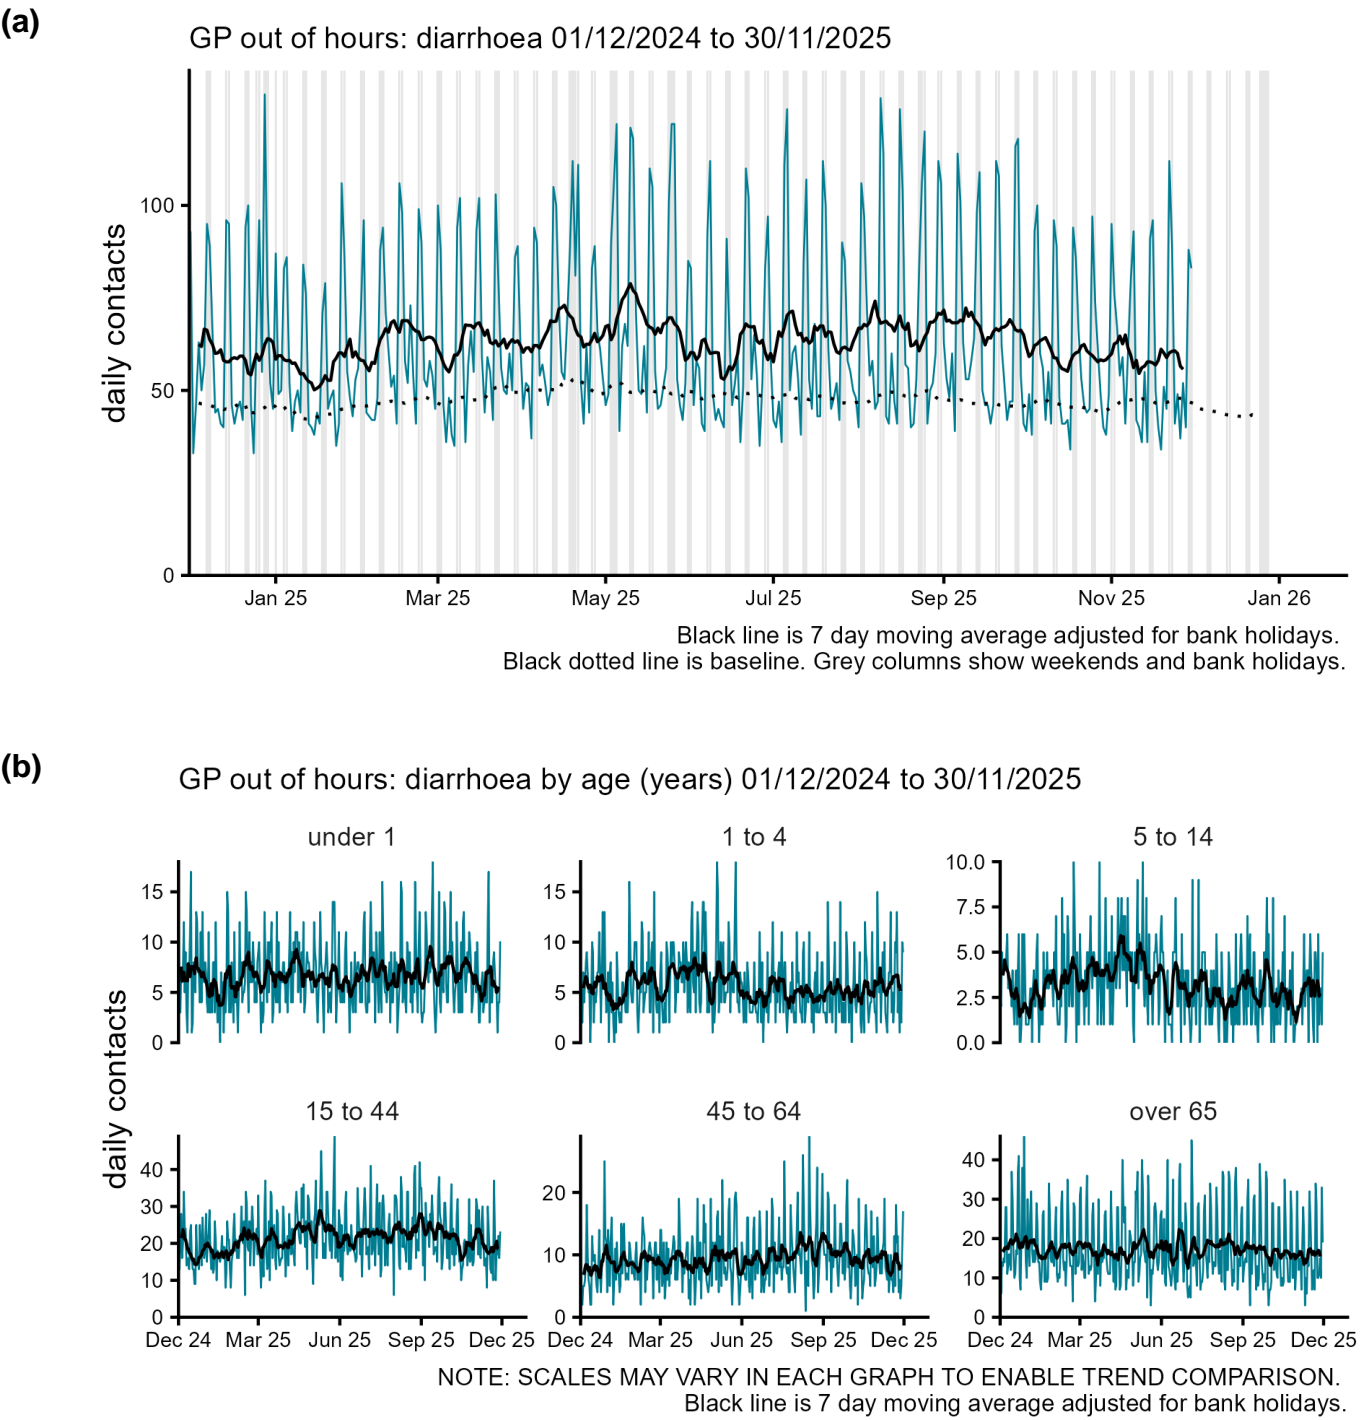 (a)
GP out of hours: diarrhoea 01/12/2024 to 30/11/2025
daily contacts
100
50
0
Jan 25 Mar 25 May 25 Jul 25 Sep 25 Nov 25 Jan 26
Black line is 7 day moving average adjusted for bank holidays.
Black dotted line is baseline. Grey columns show weekends and bank holidays.
(b)
GP out of hours: diarrhoea by age (years) 01/12/2024 to 30/11/2025
daily contacts
under 1
15
10
5
0
1 to 4
15
10
5
0
5 to 14
10.0
7.5
5.0
2.5
0.0
15 to 44
40
30
20
10
0
Dec 24 Mar 25 Jun 25 Sep 25 Dec 25
45 to 64
20
10
0
Dec 24 Mar 25 Jun 25 Sep 25 Dec 25
over 65
40
30
20
10
0
Dec 24 Mar 25 Jun 25 Sep 25 Dec 25
NOTE: SCALES MAY VARY IN EACH GRAPH TO ENABLE TREND COMPARISON.
Black line is 7 day moving average adjusted for bank holidays.